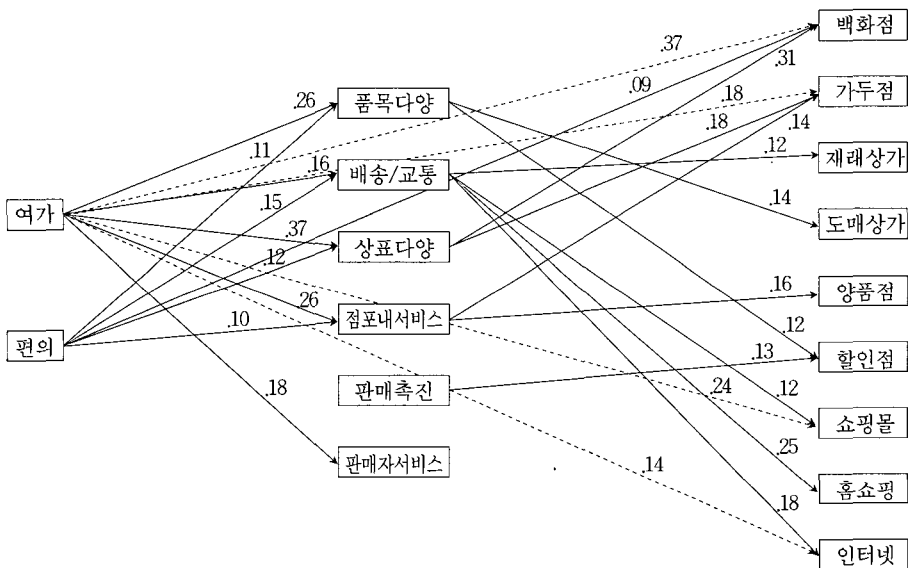 백화점
.37
.31
.09
가두점
.26
품목다양
.18
.18
.14
.11
.16
배송/교통
.12
재래상가
.15
여가
.37
.14
도매상가
.12
상표다양
.26
.16
양품점
.10
점포내서비스
편의
.12
.13
할인점
판매촉진
.24
.12
.18
쇼핑몰
.25
판매자서비스
.14
홈쇼핑
.18
인터넷